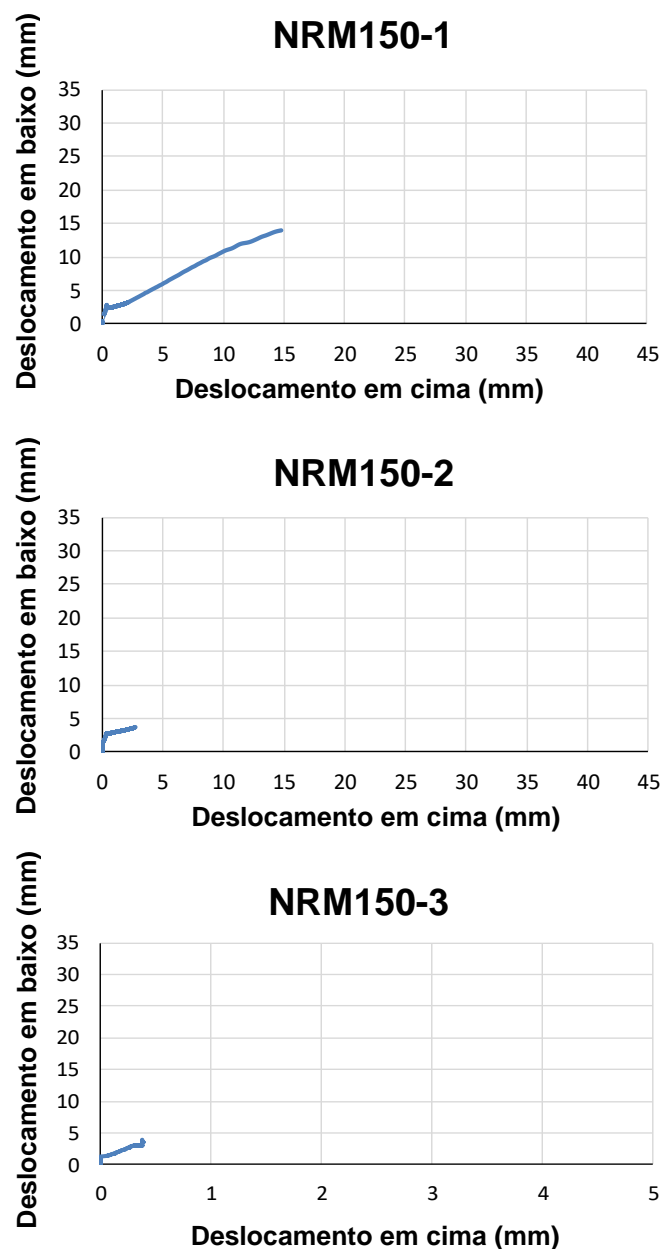 NRM150-1
Deslocamento em baixo (mm)
35
30
25
20
15
10
5
0
0 5 10 15 20 25 30 35 40 45
Deslocamento em cima (mm)
NRM150-2
Deslocamento em baixo (mm)
35
30
25
20
15
10
5
0
0 5 10 15 20 25 30 35 40 45
Deslocamento em cima (mm)
NRM150-3
Deslocamento em baixo (mm)
35
30
25
20
15
10
5
0
0 1 2 3 4 5
Deslocamento em cima (mm)